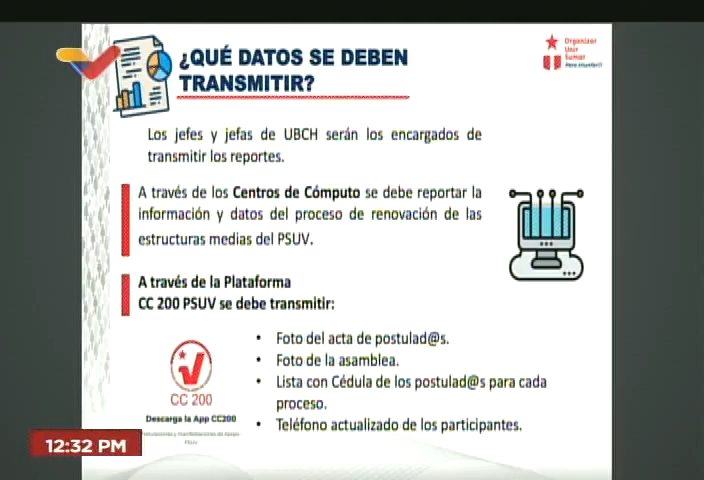 ¿QUÉ DATOS SE DEBEN
TRANSMITIR?
Organizar
Unir
Sumar
Para triunfar!!
Los jefes y jefas de UBCH serán los encargados de
transmitir los reportes.
A través de los Centros de Cómputo se debe reportar la
información y datos del proceso de renovación de las
estructuras medias del PSUV.
A través de la Plataforma
CC 200 PSUV se debe transmitir:
• Foto del acta de postulad@s.
• Foto de la asamblea.
• Lista con Cédula de los postulad@s para cada
proceso.
• Teléfono actualizado de los participantes.
CC 200
Descarga la App CC200
12:32 PM